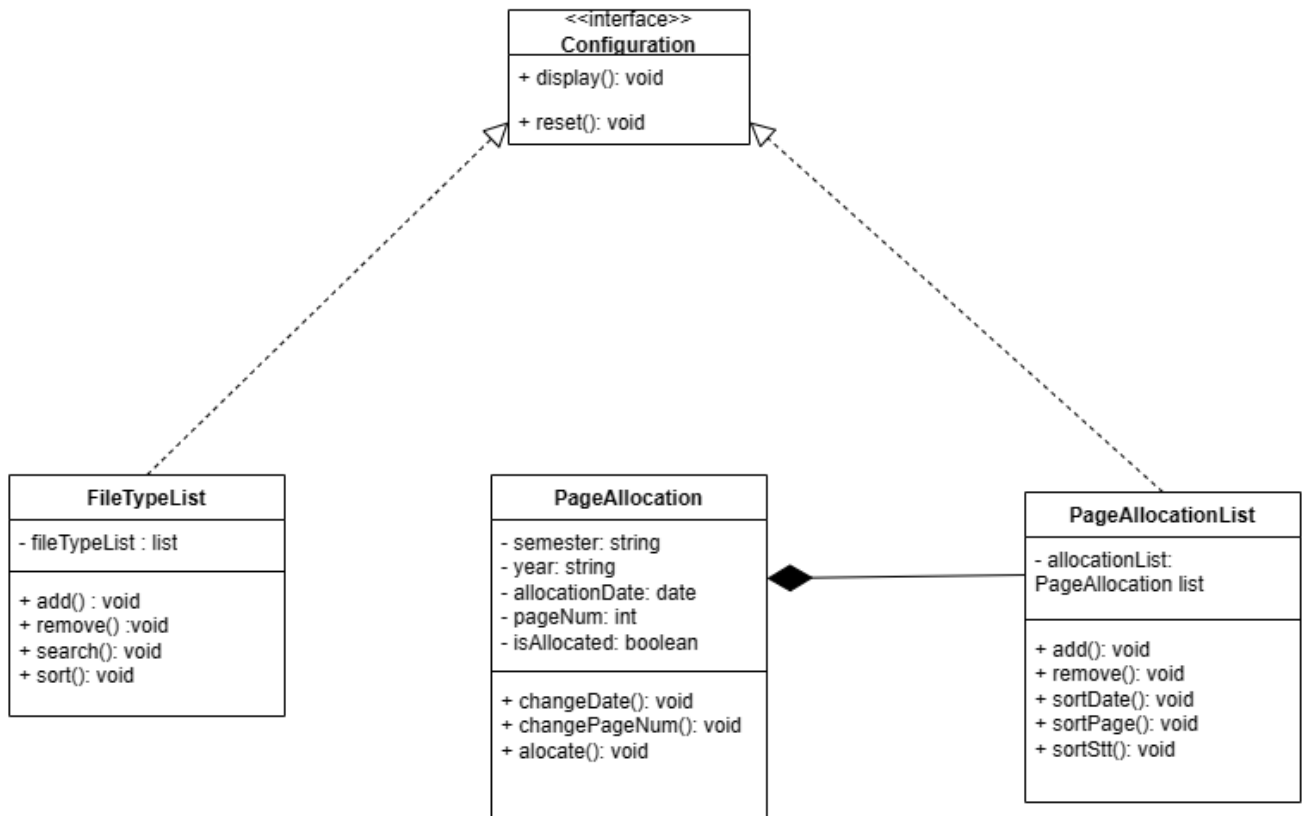 <<interface>>
Configuration
+ display(): void
+ reset(): void
FileTypeList
- fileTypeList : list
+ add() : void
+ remove() :void
+ search(): void
+ sort(): void
PageAllocation
- semester: string
- year: string
- allocationDate: date
- pageNum: int
- isAllocated: boolean
+ changeDate(): void
+ changePageNum(): void
+ alocate(): void
PageAllocationList
- allocationList:
PageAllocation list
+ add(): void
+ remove(): void
+ sortDate(): void
+ sortPage(): void
+ sortStt(): void